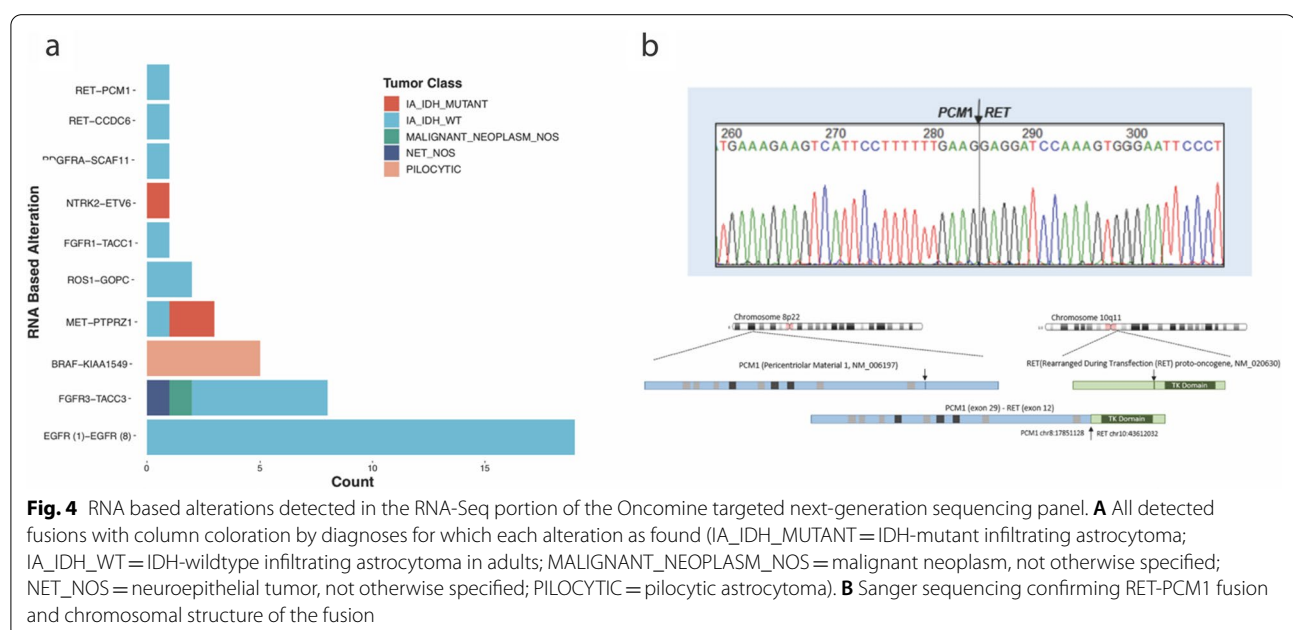 a
RNA Based Alteration
RET−PCM1
RET−CCDC6
PDGFRA−SCAF11
NTRK2−ETV6
FGFR1−TACC1
ROS1−GOPC
MET−PTPRZ1
BRAF−KIAA1549
FGFR3−TACC3
EGFR (1)−EGFR (8)
0 5 10 15
Count
Tumor Class
IA_IDH_MUTANT
IA_IDH_WT
MALIGNANT_NEOPLASM_NOS
NET_NOS
PILOCYTIC
b
PCM1 RET
260 270 280 290 300
TGAAAGAAGTCATTCCTTTTTTGAAGGAGGATCCAAAGTGGGAATTCCCT
Chromosome 8p22
Chromosome 10q11
PCM1 (Pericentriolar Material 1, NM_006197)
RET(Rearranged During Transfection (RET) proto-oncogene, NM_020630)
TK Domain
PCM1 (exon 29) - RET (exon 12)
TK Domain
PCM1 chr8:17851128 RET chr10:43612032
Fig. 4 RNA based alterations detected in the RNA-Seq portion of the Oncomine targeted next-generation sequencing panel. A All detected
fusions with column coloration by diagnoses for which each alteration as found (IA_IDH_MUTANT = IDH-mutant infiltrating astrocytoma;
IA_IDH_WT = IDH-wildtype infiltrating astrocytoma in adults; MALIGNANT_NEOPLASM_NOS = malignant neoplasm, not otherwise specified;
NET_NOS = neuroepithelial tumor, not otherwise specified; PILOCYTIC = pilocytic astrocytoma). B Sanger sequencing confirming RET-PCM1 fusion
and chromosomal structure of the fusion